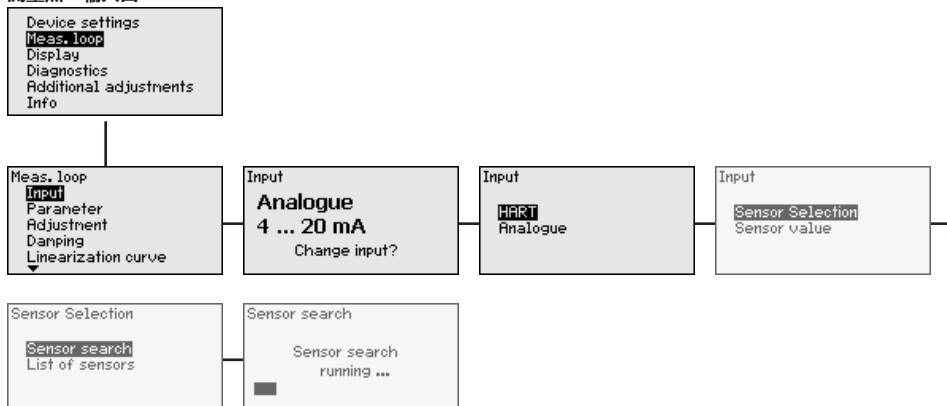 Device settings
Meas. loop
Display
Diagnostics
Additional adjustments
Info
Meas. loop
Input
Parameter
Adjustment
Damping
Linearization curve
Input
Analogue
4 ... 20 mA
Change input?
Input
HART
Analogue
Input
Sensor Selection
Sensor value
Sensor Selection
Sensor search
List of sensors
Sensor search
Sensor search
running ...